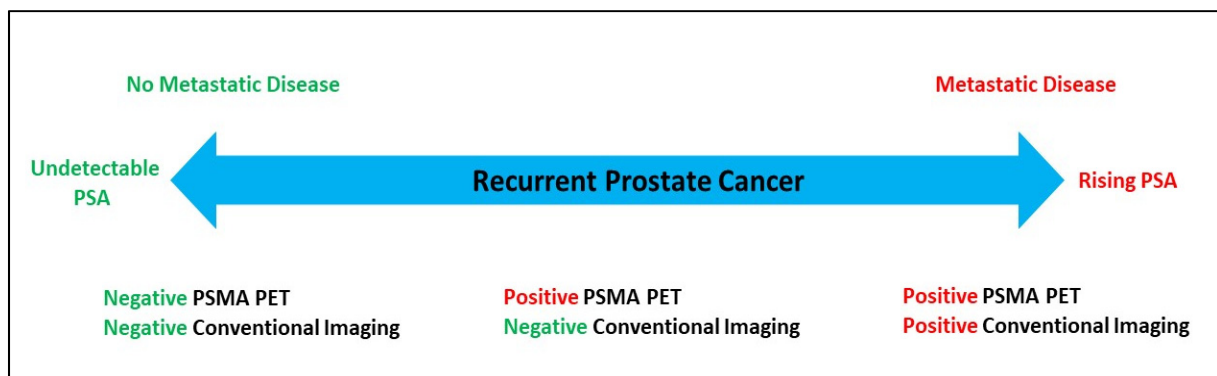 No Metastatic Disease
Metastatic Disease
Undetectable
PSA
Recurrent Prostate Cancer
Rising PSA
Negative PSMA PET
Negative Conventional Imaging
Positive PSMA PET
Negative Conventional Imaging
Positive PSMA PET
Positive Conventional Imaging